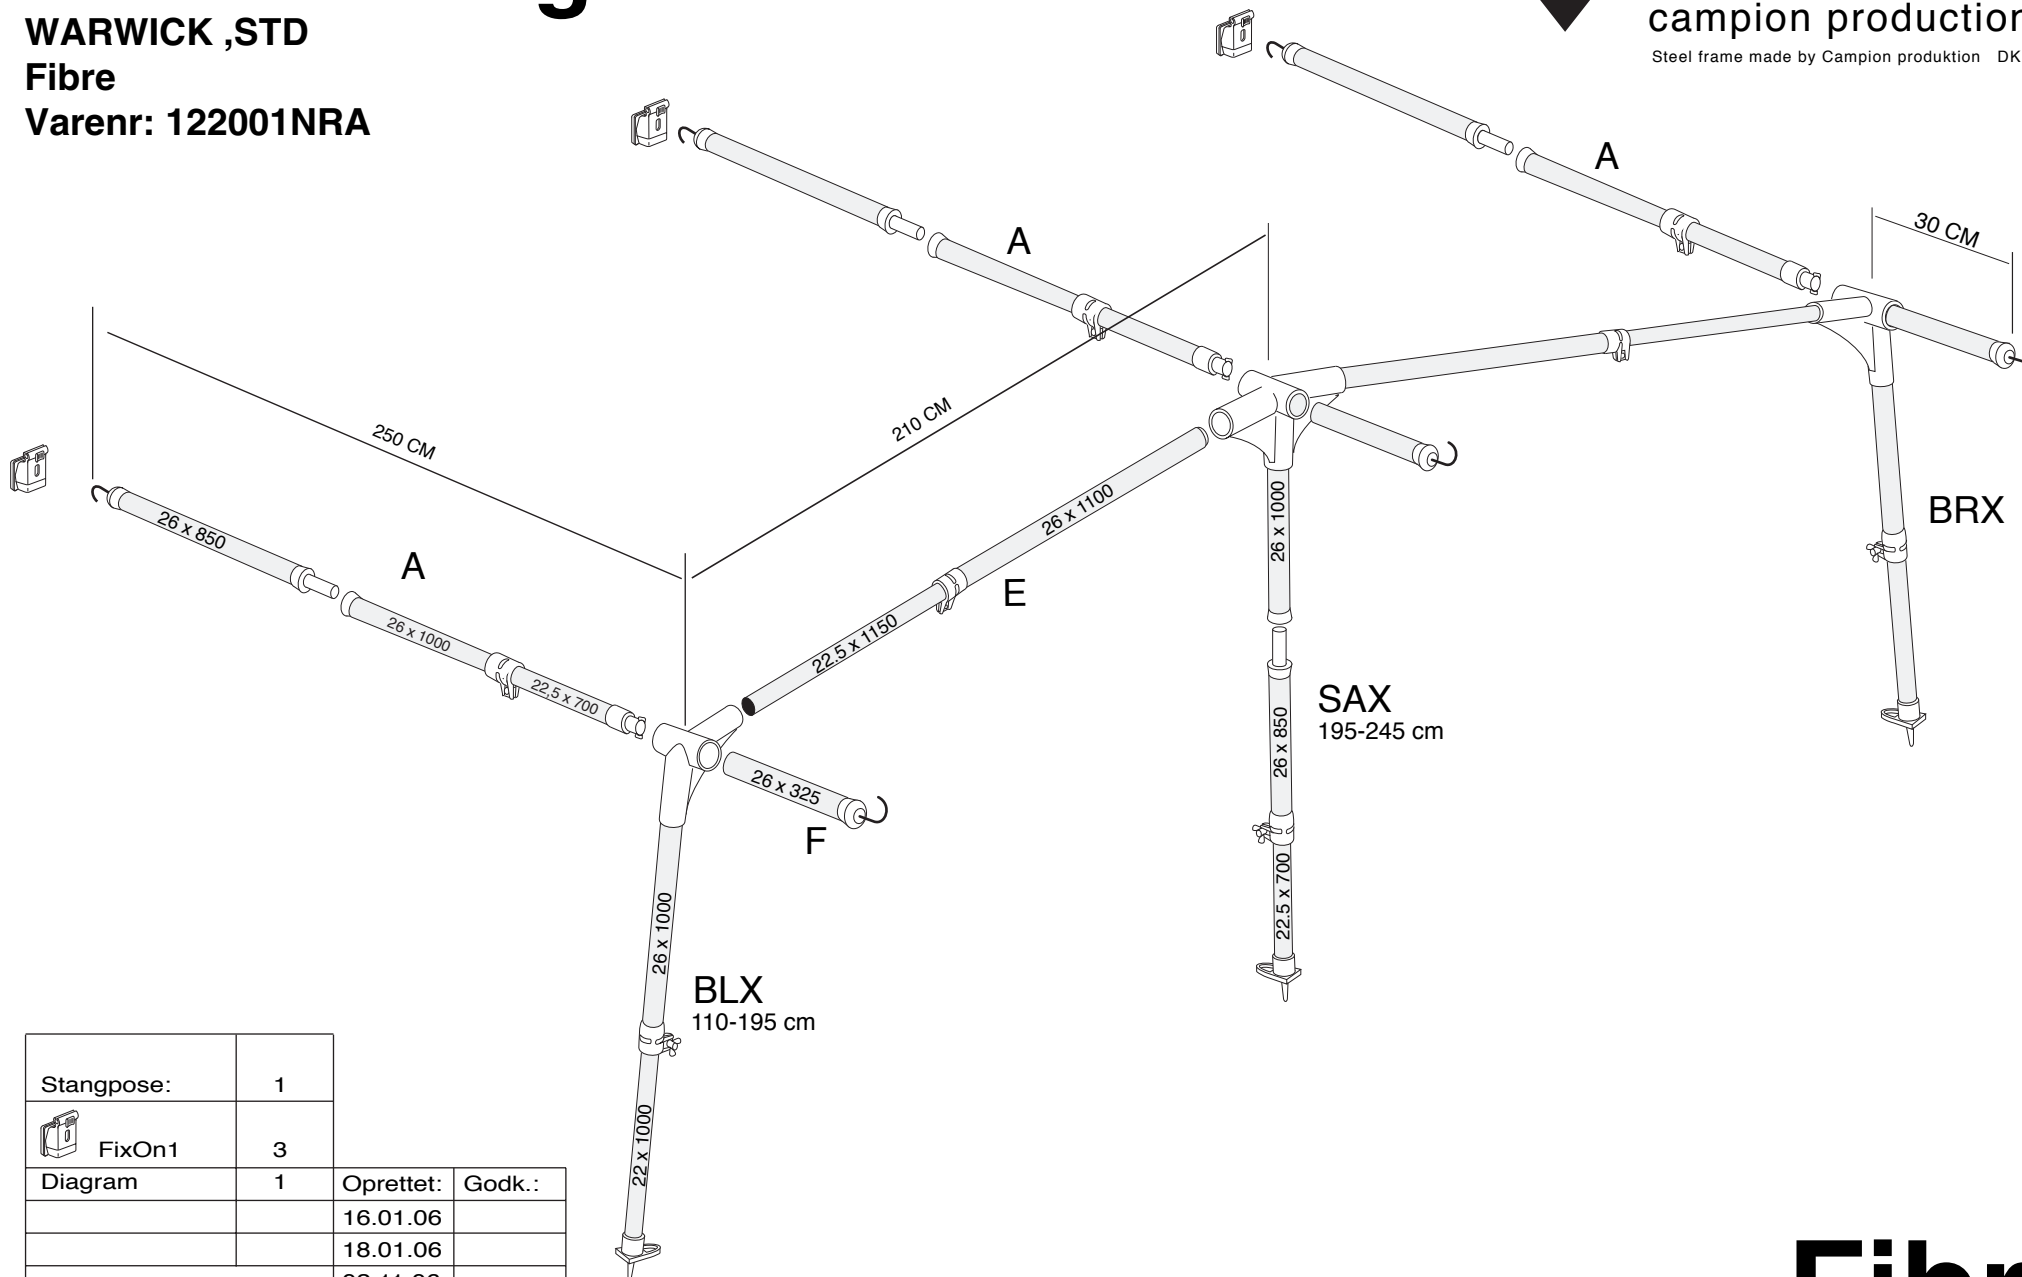 WARWICK ,STD
Fibre
Varenr: 122001NRA
campion production
Steel frame made by Campion produktion DK
A
30 CM
A
250 CM
210 CM
26 x 850
A
26 x 1000
22,5 x 700
26 x 1100
22.5 x 1150
E
26 x 1000
BRX
SAX
195-245 cm
26 x 850
22.5 x 700
26 x 325
F
26 x 1000
BLX
110-195 cm
22 x 1000
Stangpose: 1
FixOn1 3
Diagram 1 Oprettet: Godk.:
16.01.06
18.01.06